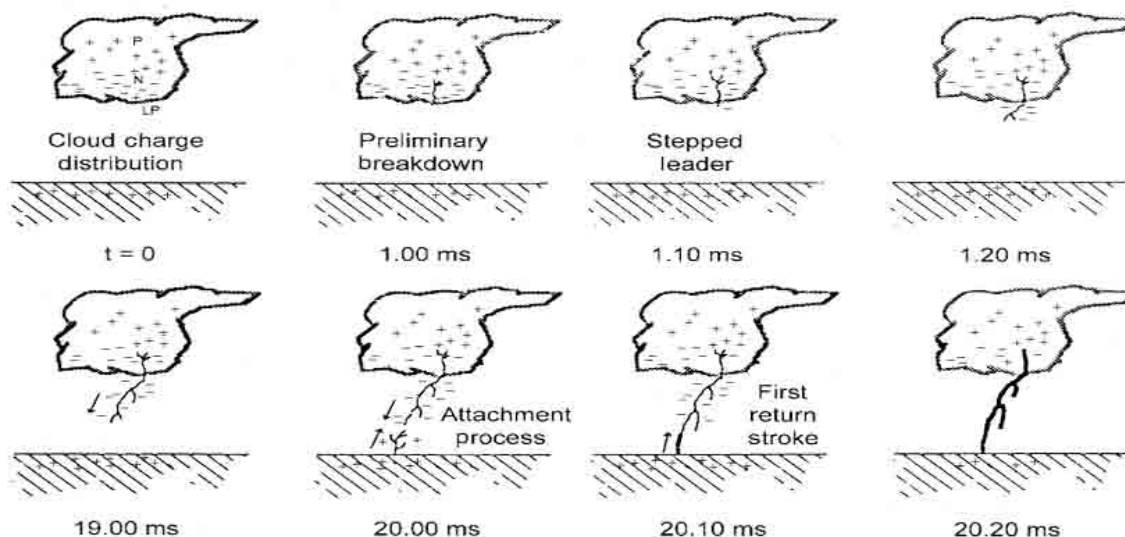 P
N
LP
Cloud charge
distribution
Preliminary
breakdown
Stepped
leader
t = 0
1.00 ms
1.10 ms
1.20 ms
Attachment
process
First
return
stroke
19.00 ms
20.00 ms
20.10 ms
20.20 ms